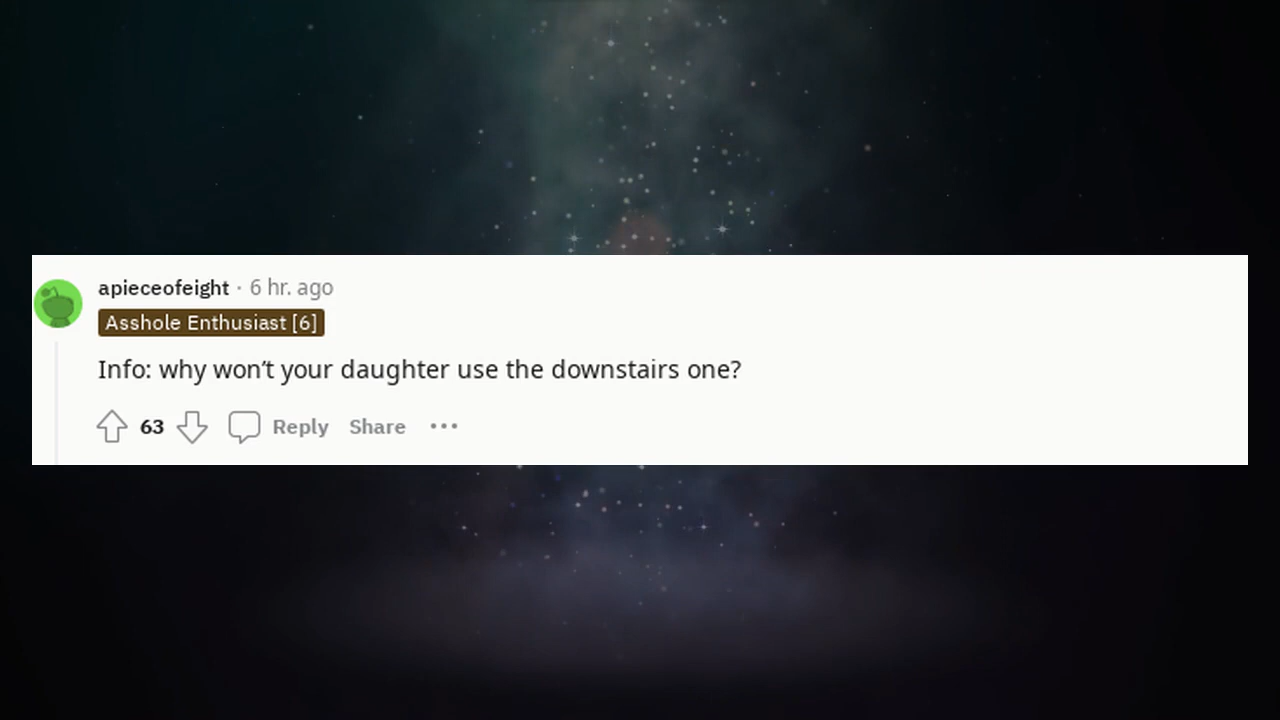 apieceofeight · 6 hr. ago
Asshole Enthusiast [6]
Info: why won’t your daughter use the downstairs one?
63 Reply Share •••